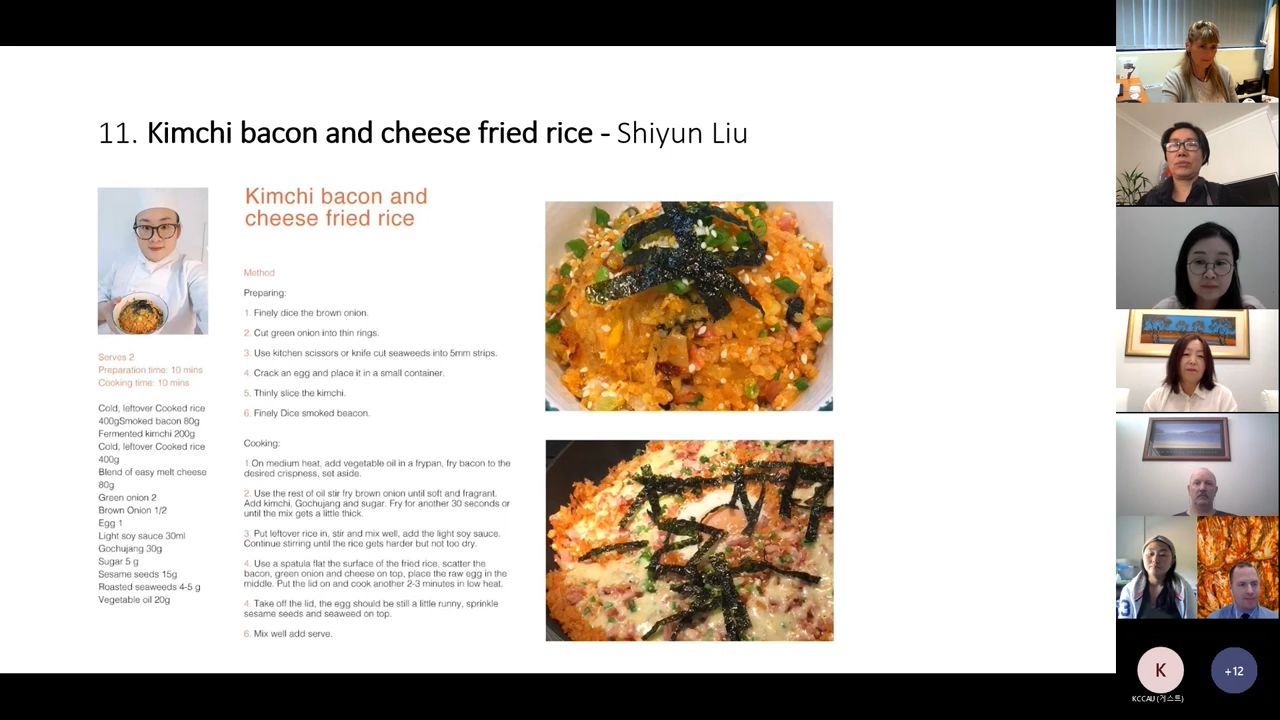 11. Kimchi bacon and cheese fried rice - Shiyun Liu
Kimchi bacon and
cheese fried rice
Serves 2
Preparation time: 10 mins
Cooking time: 10 mins
Cold, leftover Cooked rice
400gSmoked bacon 80g
Fermented kimchi 200g
Cold, leftover Cooked rice
400g
Blend of easy melt cheese
80g
Green onion 2
Brown Onion 1/2
Egg 1
Light soy sauce 30ml
Gochujang 30g
Sugar 5 g
Sesame seeds 15g
Roasted seaweeds 4-5 g
Vegetable oil 20g
Method
Preparing:
1. Finely dice the brown onion.
2. Cut green onion into thin rings.
3. Use kitchen scissors or knife cut seaweeds into 5mm strips.
4. Crack an egg and place it in a small container.
5. Thinly slice the kimchi.
6. Finely Dice smoked beacon.
Cooking:
1.On medium heat, add vegetable oil in a frypan, fry bacon to the
desired crispness, set aside.
2. Use the rest of oil stir fry brown onion until soft and fragrant.
Add kimchi, Gochujang and sugar. Fry for another 30 seconds or
until the mix gets a little thick.
3. Put leftover rice in, stir and mix well, add the light soy sauce.
Continue stirring until the rice gets harder but not too dry.
4. Use a spatula flat the surface of the fried rice, scatter the
bacon, green onion and cheese on top, place the raw egg in the
middle. Put the lid on and cook another 2-3 minutes in low heat.
4. Take off the lid, the egg should be still a little runny, sprinkle
sesame seeds and seaweed on top.
6. Mix well add serve.
K
+12
KCCAU (게스트)